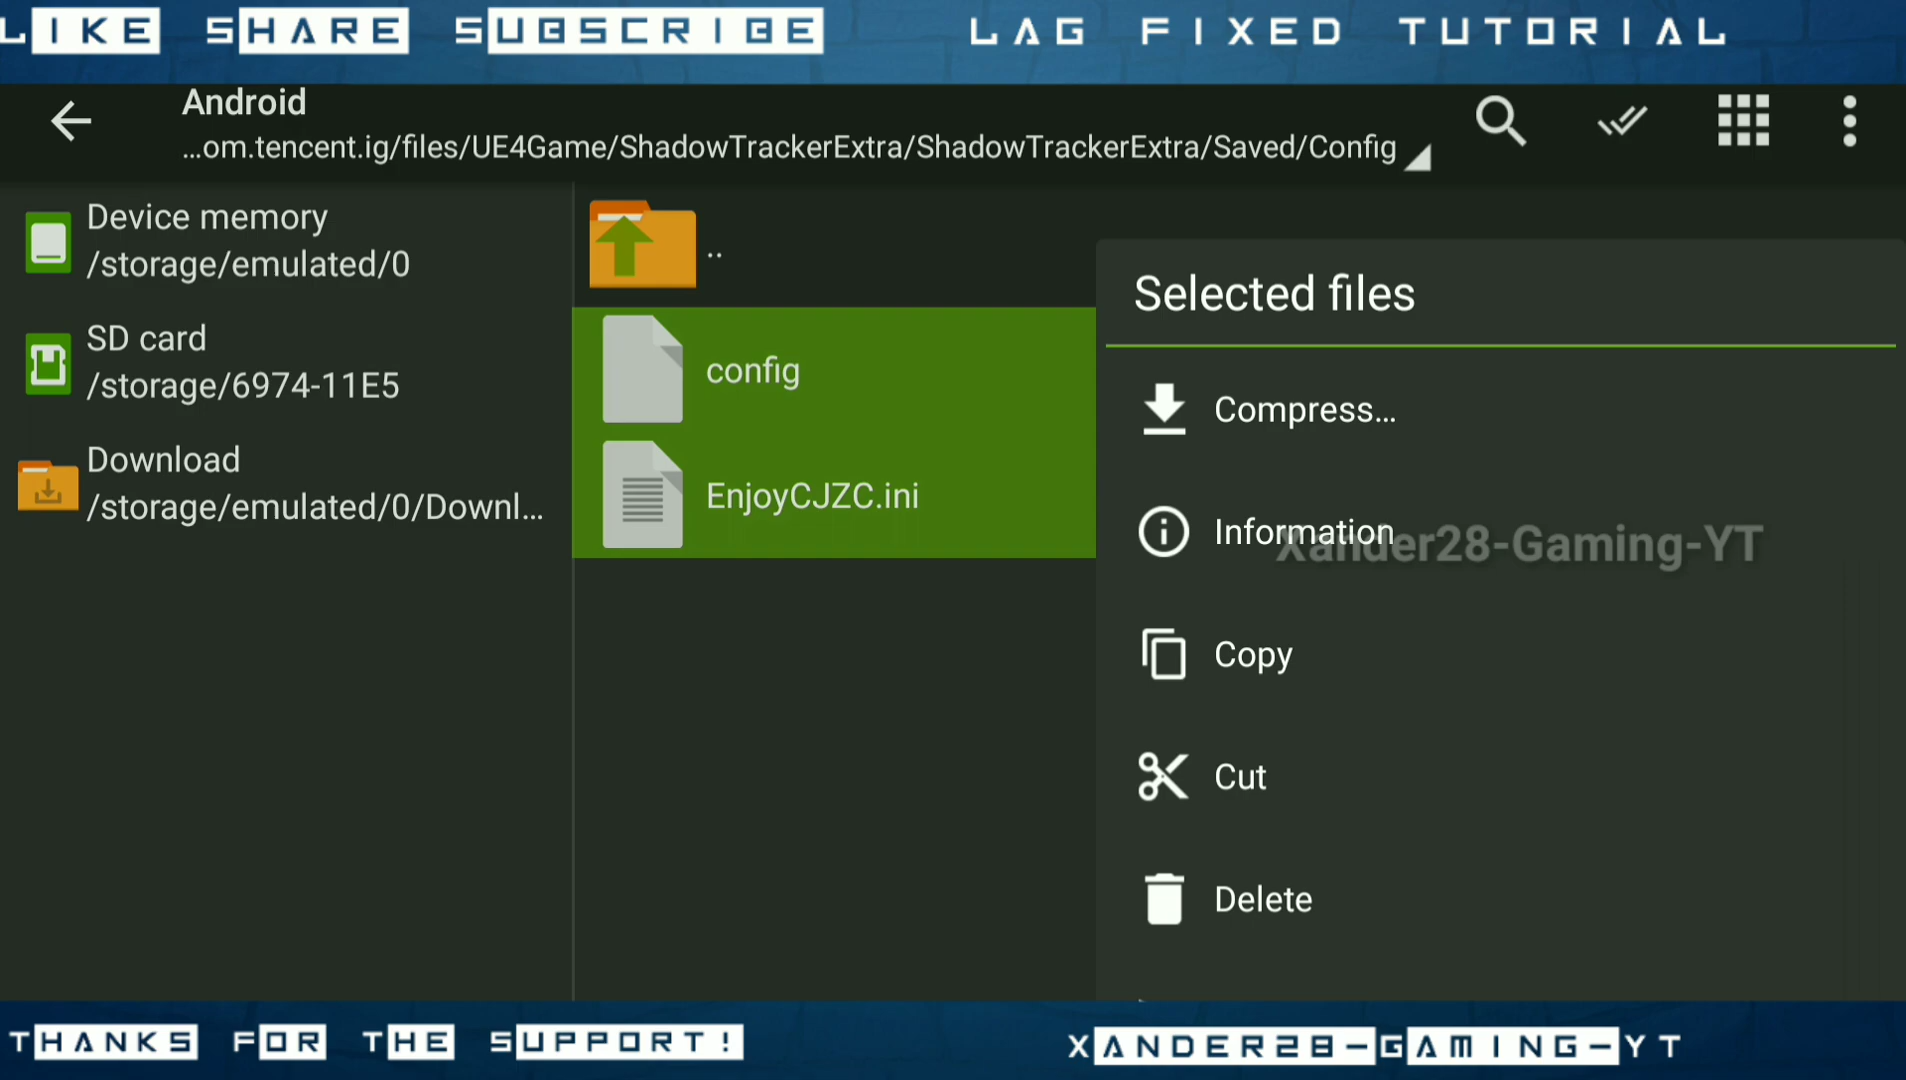 LIKE SHARE SUBSCRIBE
LAG FIXED TUTORIAL
Android
...om.tencent.ig/files/UE4Game/ShadowTrackerExtra/ShadowTrackerExtra/Saved/Config
Device memory
/storage/emulated/0
SD card
/storage/6974-11E5
Download
/storage/emulated/0/Downl...
..
config
EnjoyCJZC.ini
Selected files
Compress...
Information
Xander28-Gaming-YT
Copy
Cut
Delete
THANKS FOR THE SUPPORT!
XANDER28-GAMING-YT